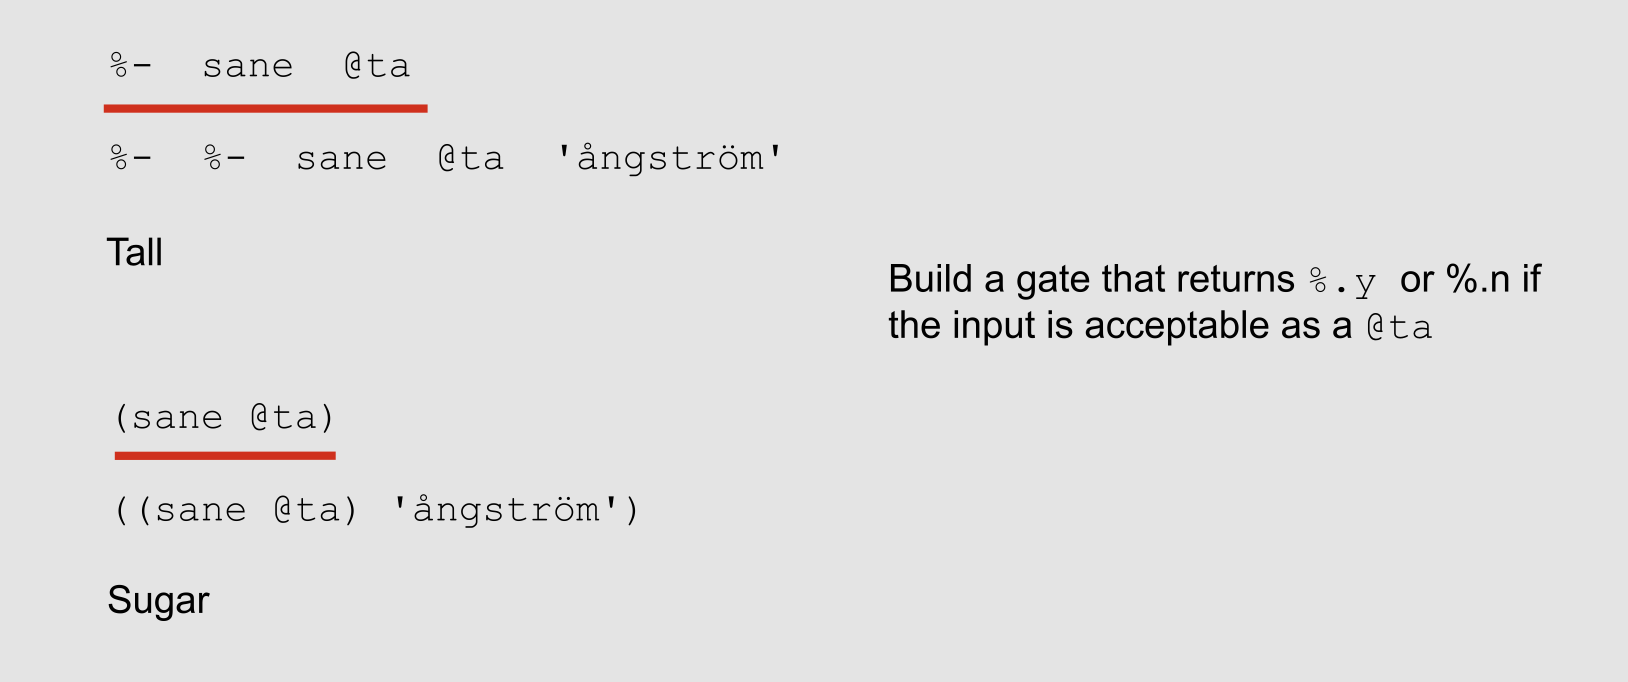 %-  sane  @ta
%-  %-  sane  @ta  'ångström'
Tall
Build a gate that returns %.y or %.n if
the input is acceptable as a @ta
(sane @ta)
((sane @ta) 'ångström')
Sugar